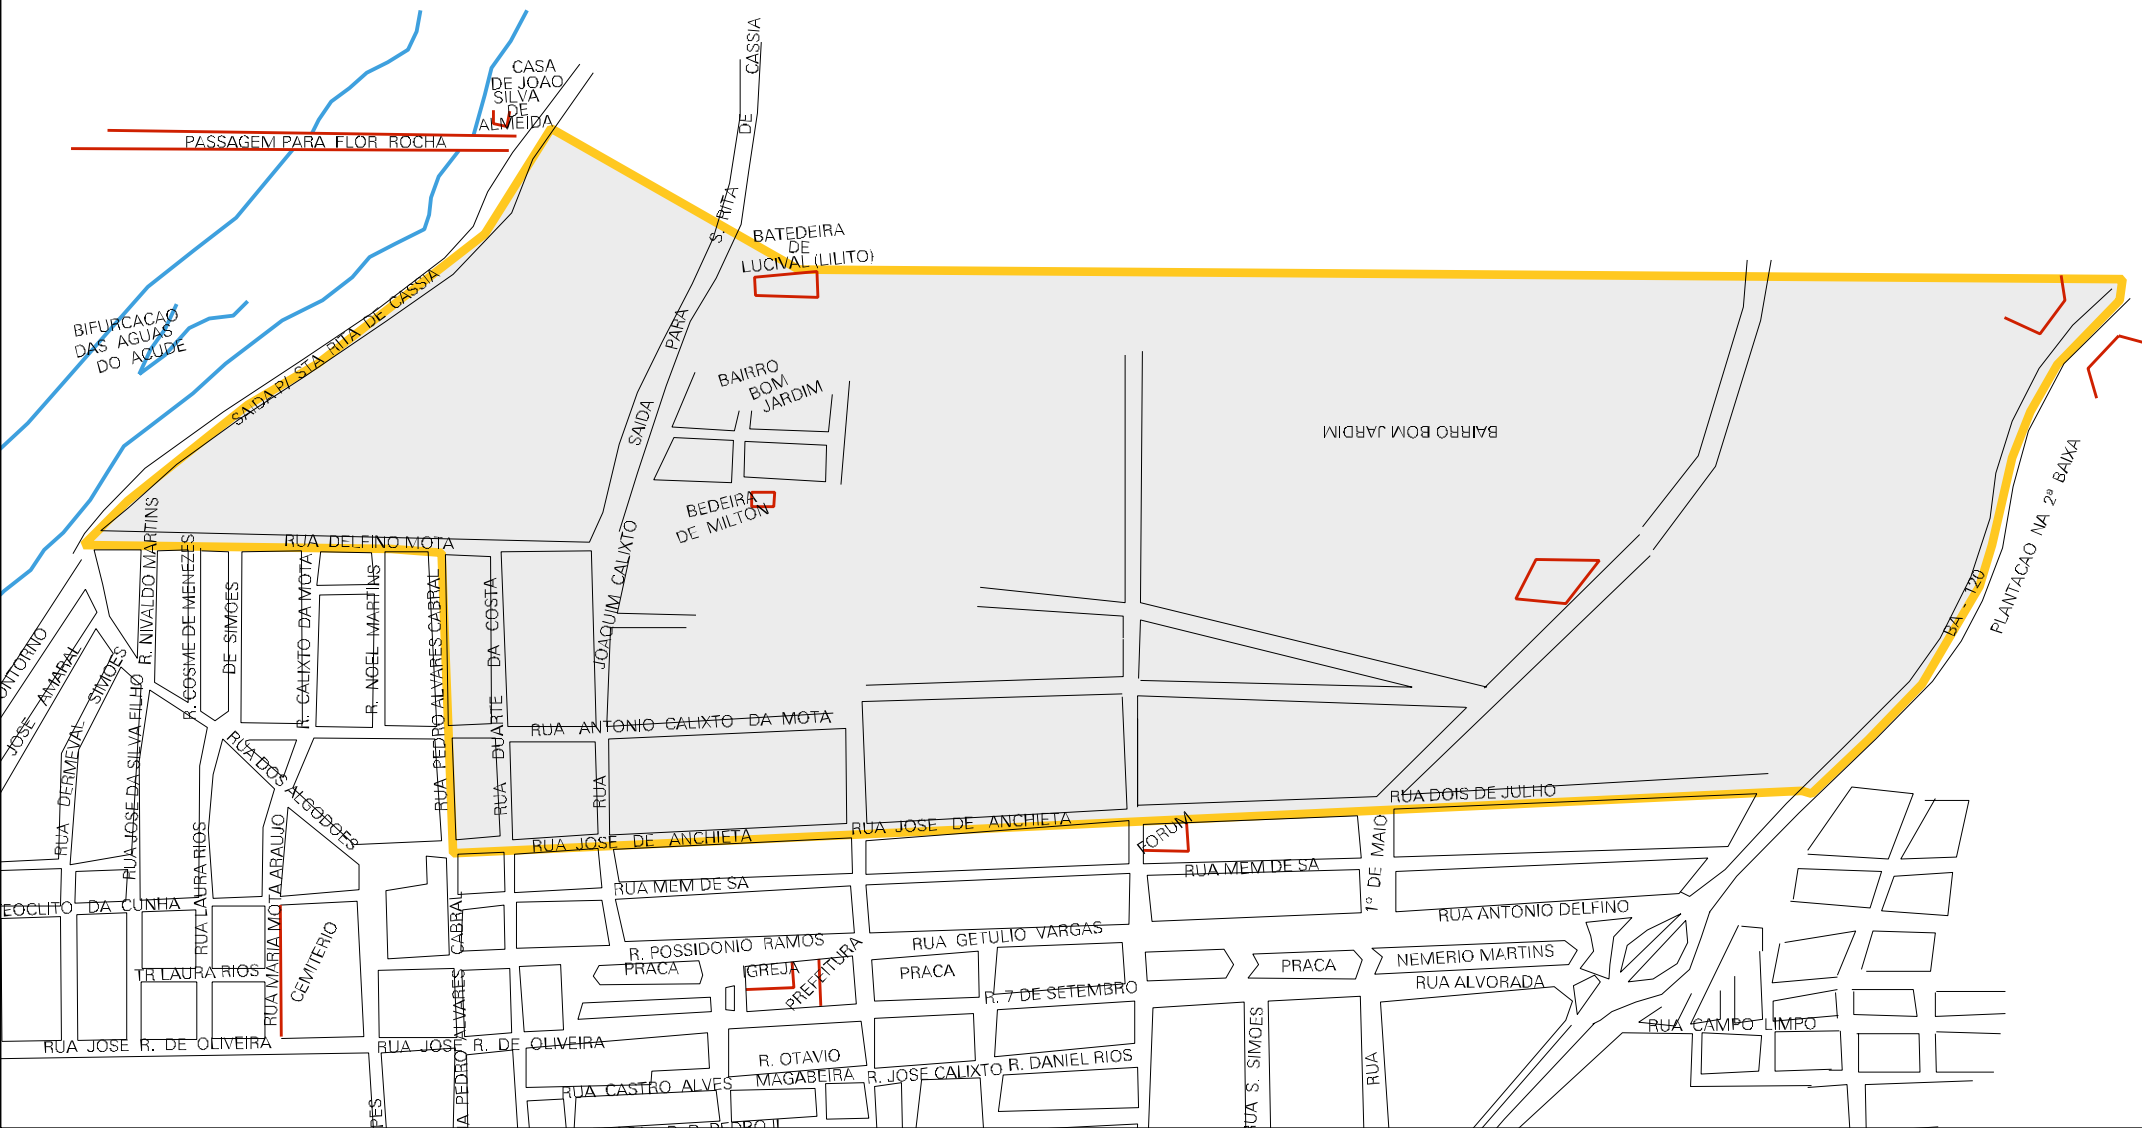 CASSIA
CASA
DE JOAO
SILVA
DE
ALMEIDA
DE
PASSAGEM PARA FLOR ROCHA
S. RITA
BATEDEIRA
DE
LUCIVAL (LILITO)
SAIDA P/ STA RITA DE CASSIA
BIFURCACAO
DAS AGUAS
DO ACUDE
PARA
SAIDA
BAIRRO
BOM
JARDIM
BAIRRO BOM JARDIM
BEDEIRA
DE MILTON
PLANTACAO NA 2ª BAIXA
BA - 120
RUA DELFINO MOTA
R. NIVALDO MARTINS
R. COSME DE MENEZES
DE SIMOES
R. CALIXTO DA MOTA
R. NOEL MARTINS
RUA PEDRO ALVARES CABRAL
RUA DUARTE DA COSTA
RUA JOAQUIM CALIXTO
ONTORNO
JOSE AMARAL
RUA DERMEVAL SIMOES
RUA JOSE DA SILVA FILHO
RUA DOS ALGODOES
RUA ANTONIO CALIXTO DA MOTA
RUA LAURA RIOS
RUA MARIA MOTA ARAUJO
RUA DOIS DE JULHO
RUA JOSE DE ANCHIETA
RUA JOSE DE ANCHIETA
FORUM
RUA MEM DE SA
RUA MEM DE SA
RUA 1º DE MAIO
EOCLITO DA CUNHA
RUA ANTONIO DELFINO
R. POSSIDONIO RAMOS
RUA GETULIO VARGAS
CEMITERIO
TR LAURA RIOS
PRACA
IGREJA
PREFEITURA
PRACA
PRACA
NEMERIO MARTINS
RUA ALVORADA
R. 7 DE SETEMBRO
RUA CAMPO LIMPO
A PEDRO ALVARES CABRAL
RUA JOSE R. DE OLIVEIRA
RUA JOSE R. DE OLIVEIRA
R. OTAVIO
MAGABEIRA
R. JOSE CALIXTO
R. DANIEL RIOS
RUA CASTRO ALVES
RUA S. SIMOES
PES
R. PEDRO II